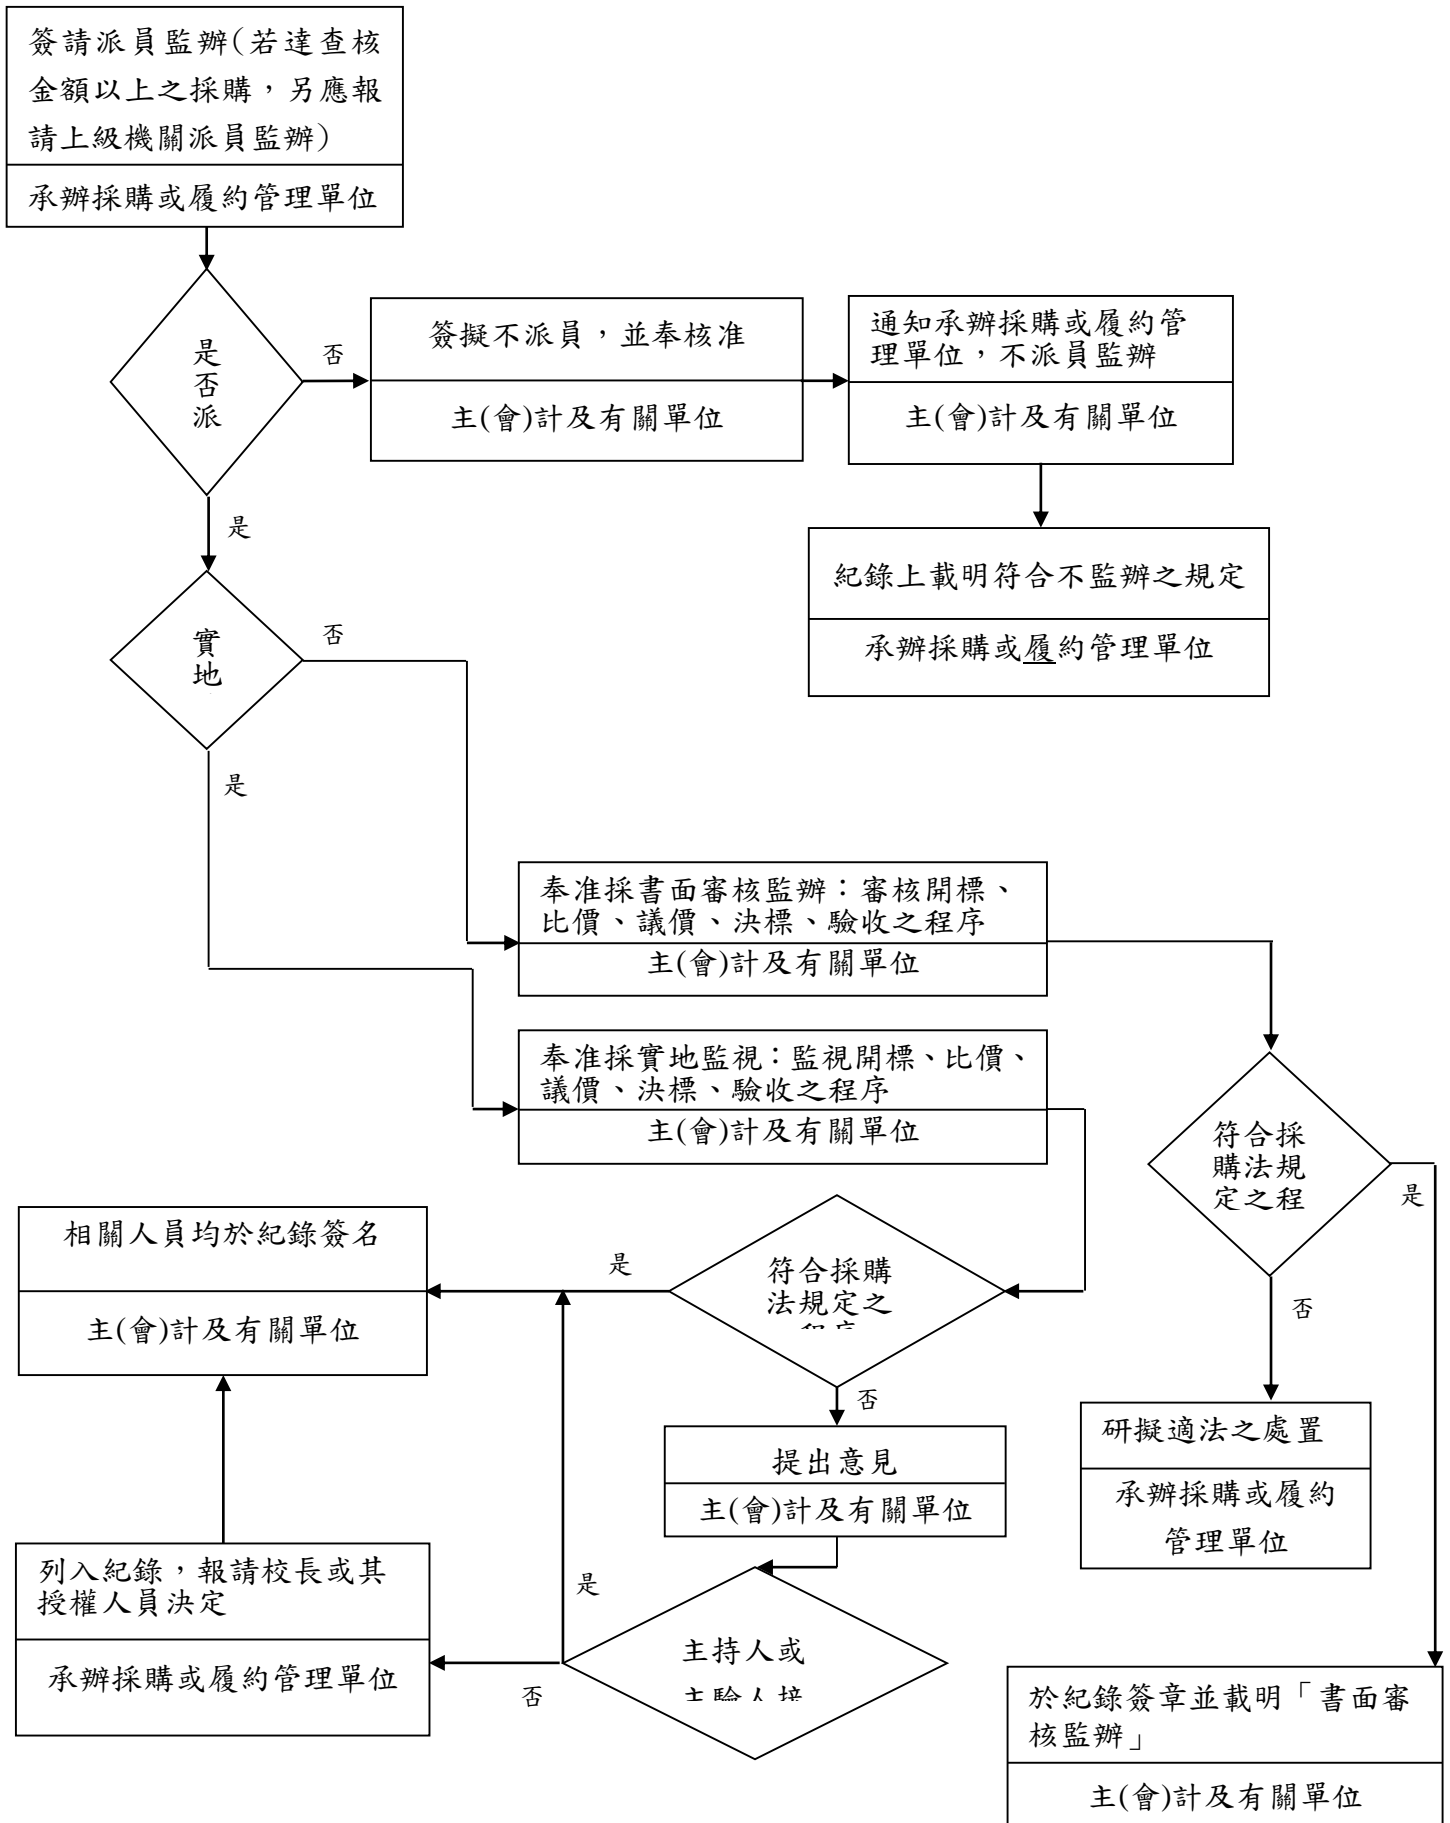 簽請派員監辦(若達查核
金額以上之採購，另應報
請上級機關派員監辦)
承辦採購或履約管理單位
是
否
派
否
簽擬不派員，並奉核准
主(會)計及有關單位
通知承辦採購或履約管
理單位，不派員監辦
主(會)計及有關單位
是
紀錄上載明符合不監辦之規定
承辦採購或履約管理單位
實
地
否
是
奉准採書面審核監辦：審核開標、
比價、議價、決標、驗收之程序
主(會)計及有關單位
奉准採實地監視：監視開標、比價、
議價、決標、驗收之程序
主(會)計及有關單位
符合採
購法規
定之程
是
否
相關人員均於紀錄簽名
主(會)計及有關單位
是
符合採購
法規定之
程序
否
提出意見
主(會)計及有關單位
研擬適法之處置
承辦採購或履約
管理單位
列入紀錄，報請校長或其
授權人員決定
承辦採購或履約管理單位
是
否
主持人或
主驗人接
於紀錄簽章並載明「書面審
核監辦」
主(會)計及有關單位